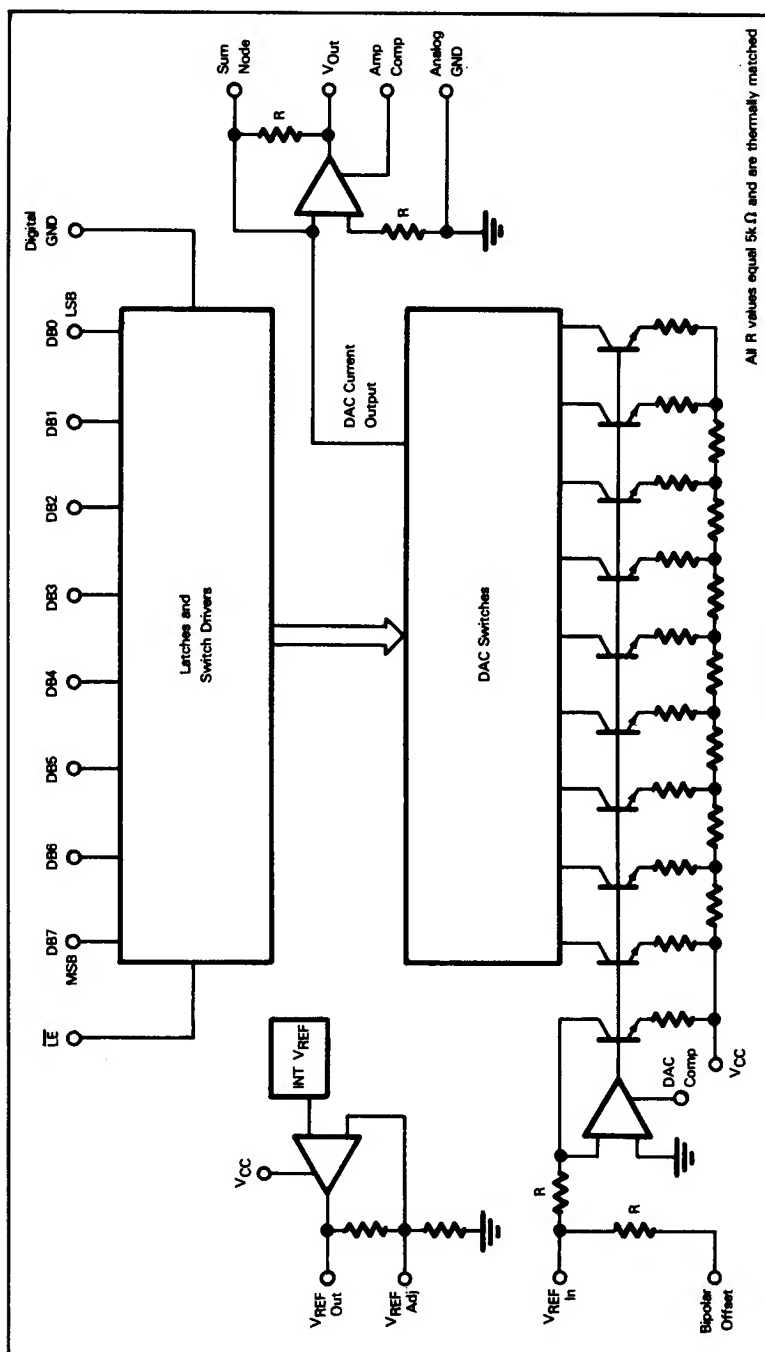 Sum
Node
VOut
Amp
Comp
Analog
GND
R
R
Digital
GND
LSB
DB0
DB1
DB2
DB3
DB4
DB5
DB6
DB7
MSB
L̅E̅
Latches and
Switch Drivers
DAC Current
Output
DAC Switches
INT VREF
VCC
VREF
Out
VREF
Adj
VREF
In
R
R
Bipolar
Offset
DAC
Comp
VCC
All R values equal 5k Ω and are thermally matched